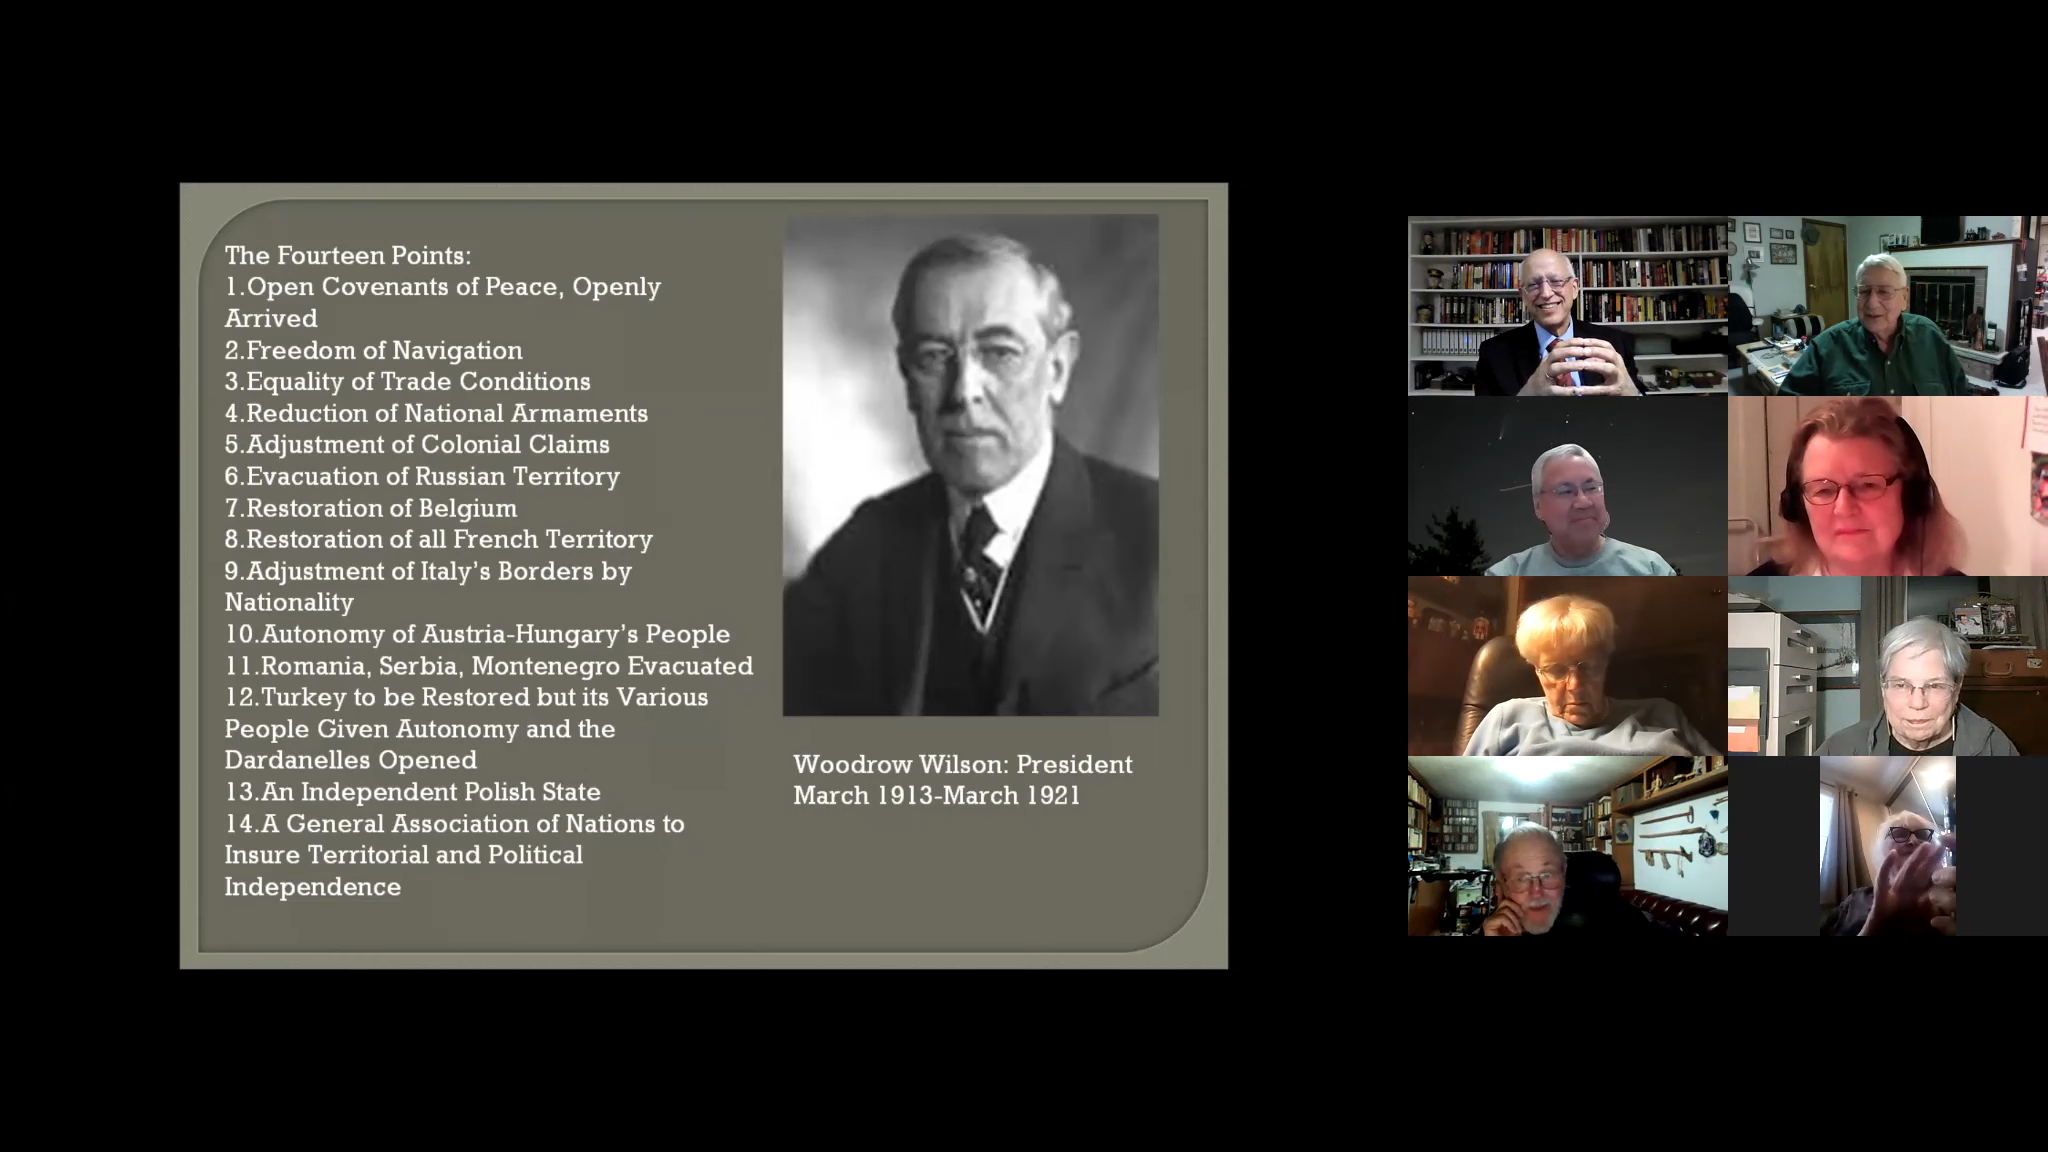 The Fourteen Points:
1.Open Covenants of Peace, Openly
Arrived
2.Freedom of Navigation
3.Equality of Trade Conditions
4.Reduction of National Armaments
5.Adjustment of Colonial Claims
6.Evacuation of Russian Territory
7.Restoration of Belgium
8.Restoration of all French Territory
9.Adjustment of Italy's Borders by
Nationality
10.Autonomy of Austria-Hungary's People
11.Romania, Serbia, Montenegro Evacuated
12.Turkey to be Restored but its Various
People Given Autonomy and the
Dardanelles Opened
13.An Independent Polish State
14.A General Association of Nations to
Insure Territorial and Political
Independence
Woodrow Wilson: President
March 1913-March 1921